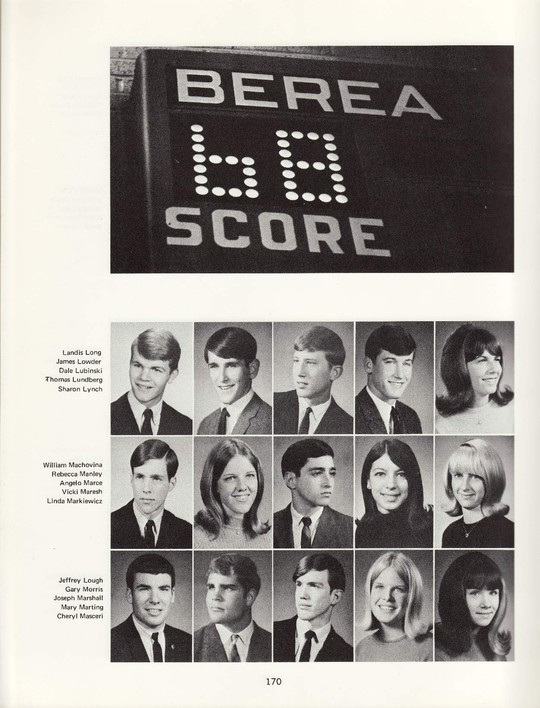 BEREA
68
SCORE
Landis Long
James Lowder
Dale Lubinski
Thomas Lundberg
Sharon Lynch
William Machovina
Rebecca Manley
Angelo Marce
Vicki Maresh
Linda Markiewicz
Jeffrey Lough
Gary Morris
Joseph Marshall
Mary Marting
Cheryl Masceri
170